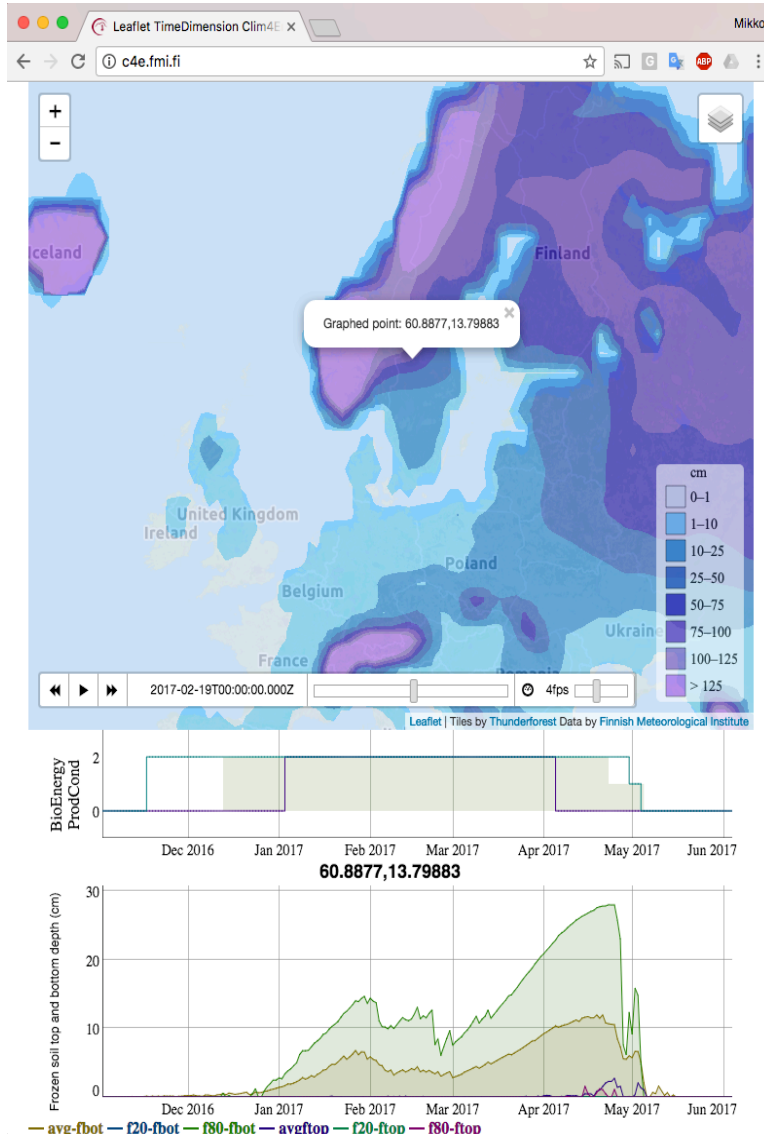 Leaflet TimeDimension Clim4E
Mikko
c4e.fmi.fi
G
ABP
+
−
Iceland
Finland
Graphed point: 60.8877,13.79883
×
United Kingdom
Ireland
Belgium
Poland
France
Ukraine
Romania
cm
0–1
1–10
10–25
25–50
50–75
75–100
100–125
> 125
2017-02-19T00:00:00.000Z
4fps
Leaflet | Tiles by Thunderforest Data by Finnish Meteorological Institute
BioEnergy
ProdCond
2
0
Dec 2016 Jan 2017 Feb 2017 Mar 2017 Apr 2017 May 2017 Jun 2017
60.8877,13.79883
Frozen soil top and bottom depth (cm)
30
20
10
0
Dec 2016 Jan 2017 Feb 2017 Mar 2017 Apr 2017 May 2017 Jun 2017
avg-fbot f20-fbot f80-fbot avgftop f20-ftop f80-ftop